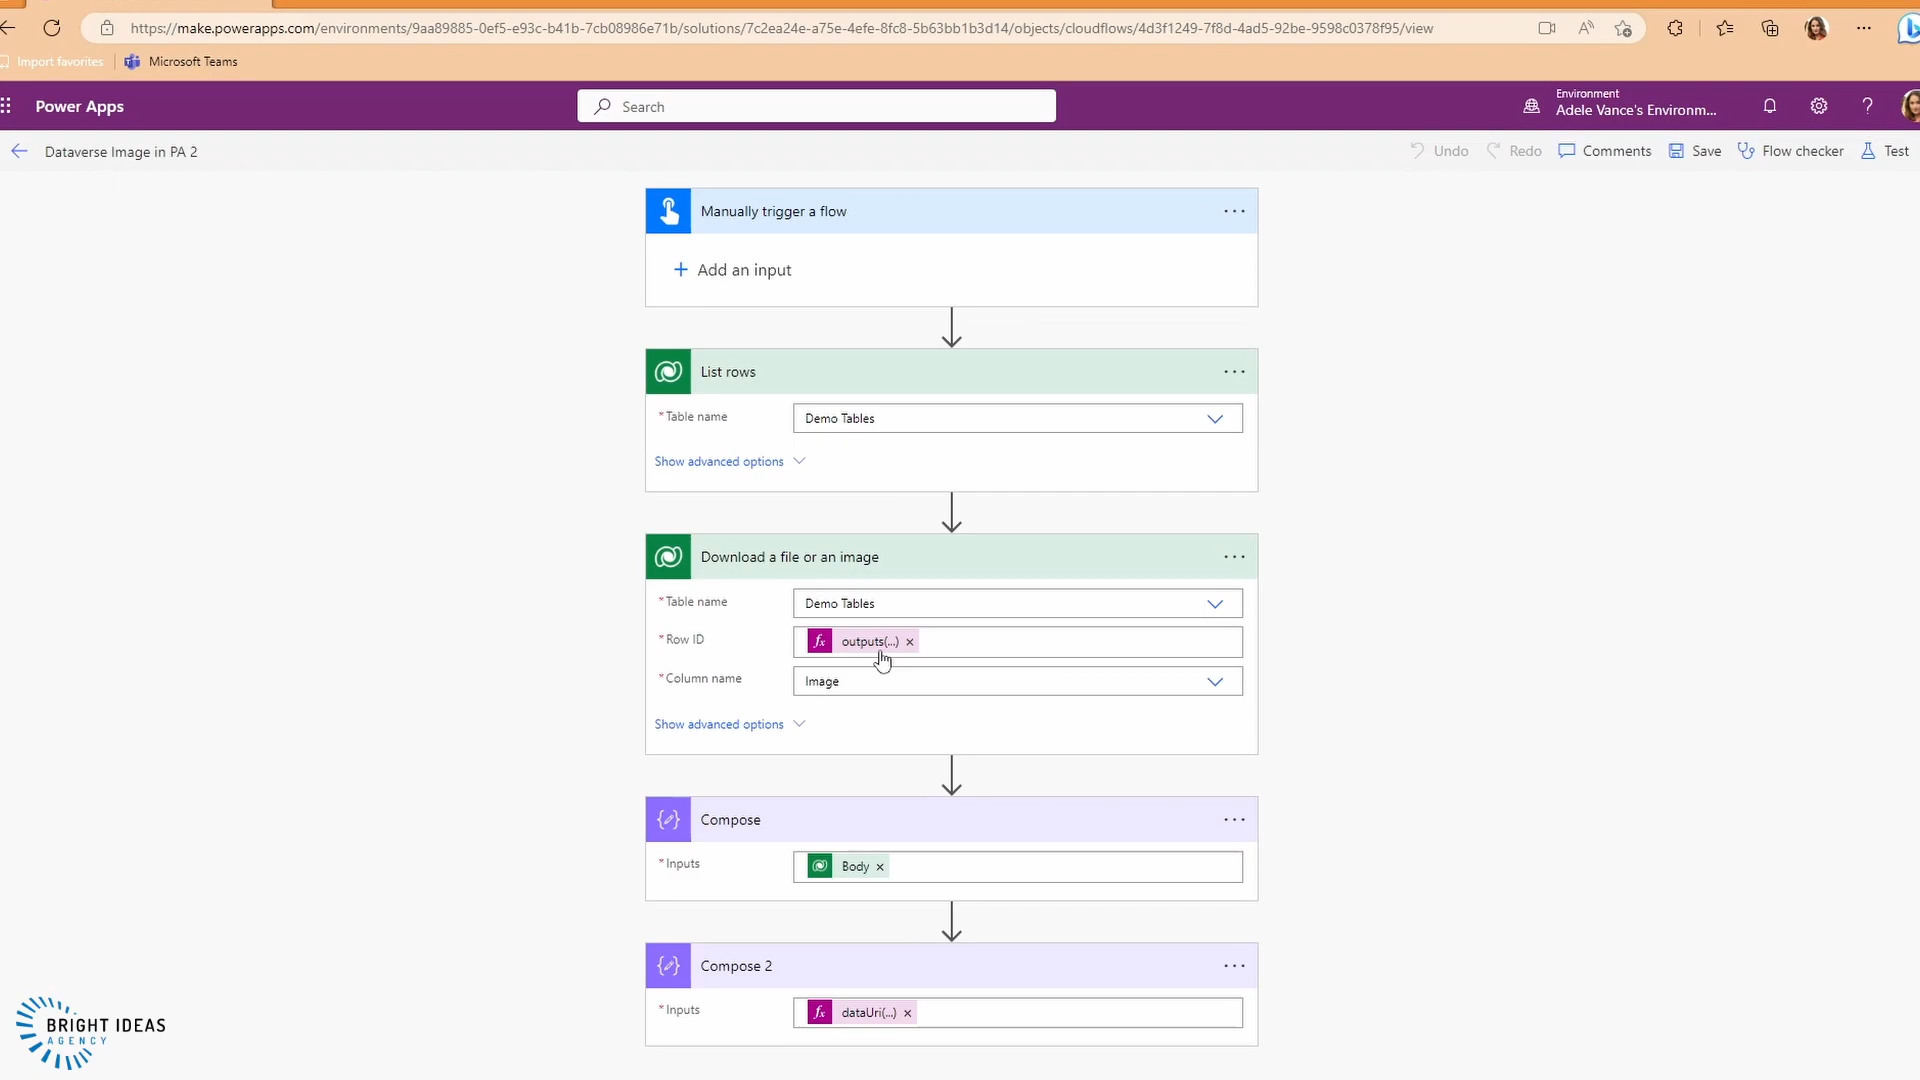 https://make.powerapps.com/environments/9aa89885-0ef5-e93c-b41b-7cb08986e71b/solutions/7c2ea24e-a75e-4efe-8fc8-5b63bb1b3d14/objects/cloudflows/4d3f1249-7f8d-4ad5-92be-9598c0378f95/view
Import favorites
Microsoft Teams
Power Apps
Search
Environment
Adele Vance's Environm...
Dataverse Image in PA 2
Undo
Redo
Comments
Save
Flow checker
Test
Manually trigger a flow
Add an input
List rows
*Table name
Demo Tables
Show advanced options
Download a file or an image
*Table name
Demo Tables
*Row ID
fx outputs(...)
*Column name
Image
Show advanced options
Compose
*Inputs
Body
Compose 2
*Inputs
fx dataUri(...)
BRIGHT IDEAS
AGENCY